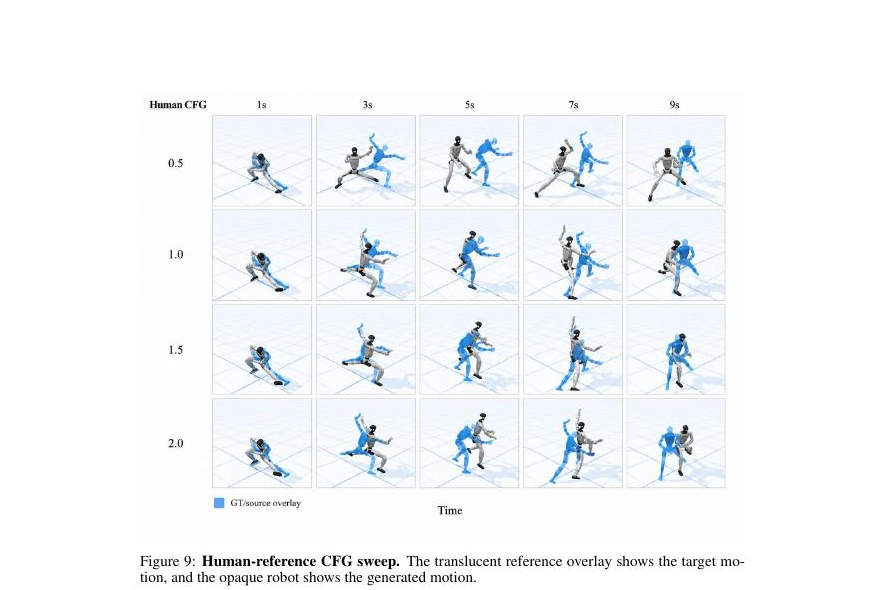 Human CFG 1s 3s 5s 7s 9s
0.5
1.0
1.5
2.0
GT/source overlay
Time
Figure 9: Human-reference CFG sweep. The translucent reference overlay shows the target mo-
tion, and the opaque robot shows the generated motion.